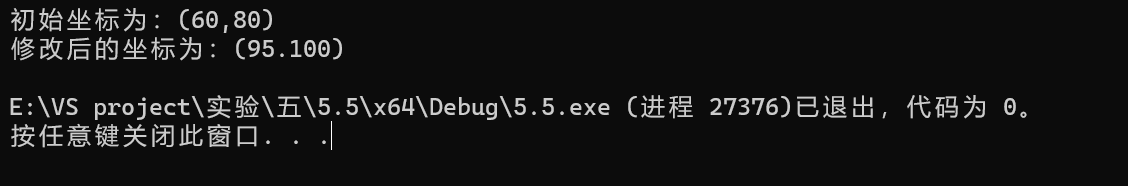 初始坐标为：(60,80)
修改后的坐标为：(95.100)
E:\VS project\实验\五\5.5\x64\Debug\5.5.exe (进程 27376)已退出，代码为 0。
按任意键关闭此窗口. . .